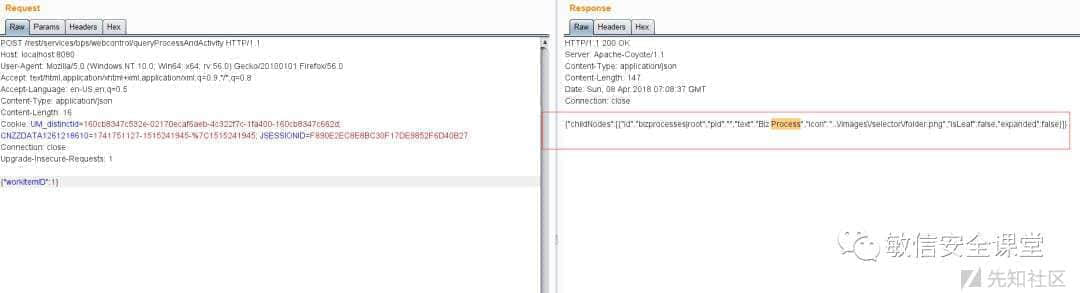 Request
Raw Params Headers Hex
POST /rest/services/bps/webcontrol/queryProcessAndActivity HTTP/1.1
Host: localhost:8080
User-Agent: Mozilla/5.0 (Windows NT 10.0; Win64; x64; rv:56.0) Gecko/20100101 Firefox/56.0
Accept: text/html,application/xhtml+xml,application/xml;q=0.9,*/*;q=0.8
Accept-Language: en-US,en;q=0.5
Content-Type: application/json
Content-Length: 16
Cookie: UM_distinctid=160cb8347c532e-02170ecaf6aeb-4c322f7c-1fa400-160cb8347c662d;
CNZZDATA1261218610=1741751127-1515241945-%7C1515241945; JSESSIONID=F890E2EC8E8BC30F17DE9852F6D40B27
Connection: close
Upgrade-Insecure-Requests: 1
{"workitemID":1}
Response
Raw Headers Hex
HTTP/1.1 200 OK
Server: Apache-Coyote/1.1
Content-Type: application/json
Content-Length: 147
Date: Sun, 08 Apr 2018 07:08:37 GMT
Connection: close
{"childNodes":[{"id":"bizprocesses|root","pId":"","text":"Biz Process","icon":"..\/images\/selector\/folder.png","isLeaf":false,"expanded":false}]}
敏信安全课堂
先知社区